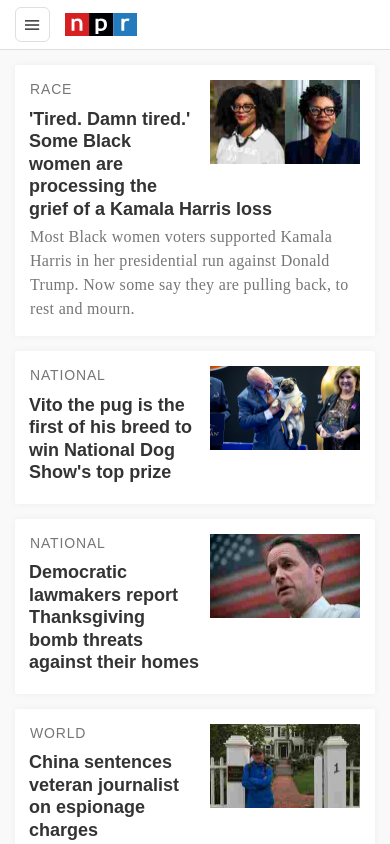 npr
RACE
'Tired. Damn tired.'
Some Black
women are
processing the
grief of a Kamala Harris loss
Most Black women voters supported Kamala
Harris in her presidential run against Donald
Trump. Now some say they are pulling back, to
rest and mourn.
NATIONAL
Vito the pug is the
first of his breed to
win National Dog
Show's top prize
NATIONAL
Democratic
lawmakers report
Thanksgiving
bomb threats
against their homes
WORLD
China sentences
veteran journalist
on espionage
charges
1